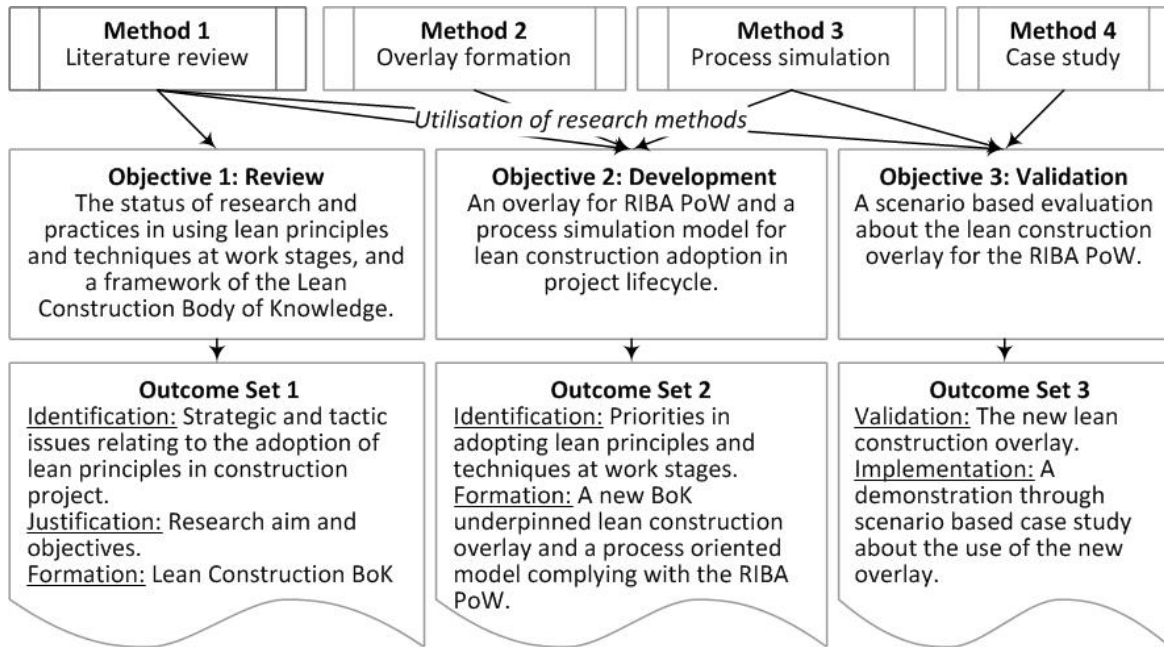 Method 1
Literature review
Method 2
Overlay formation
Method 3
Process simulation
Method 4
Case study
Utilisation of research methods
Objective 1: Review
The status of research and
practices in using lean principles
and techniques at work stages, and
a framework of the Lean
Construction Body of Knowledge.
Objective 2: Development
An overlay for RIBA PoW and a
process simulation model for
lean construction adoption in
project lifecycle.
Objective 3: Validation
A scenario based evaluation
about the lean construction
overlay for the RIBA PoW.
Outcome Set 1
Identification: Strategic and tactic
issues relating to the adoption of
lean principles in construction
project.
Justification: Research aim and
objectives.
Formation: Lean Construction BoK
Outcome Set 2
Identification: Priorities in
adopting lean principles and
techniques at work stages.
Formation: A new BoK
underpinned lean construction
overlay and a process oriented
model complying with the RIBA
PoW.
Outcome Set 3
Validation: The new lean
construction overlay.
Implementation: A
demonstration through
scenario based case study
about the use of the new
overlay.